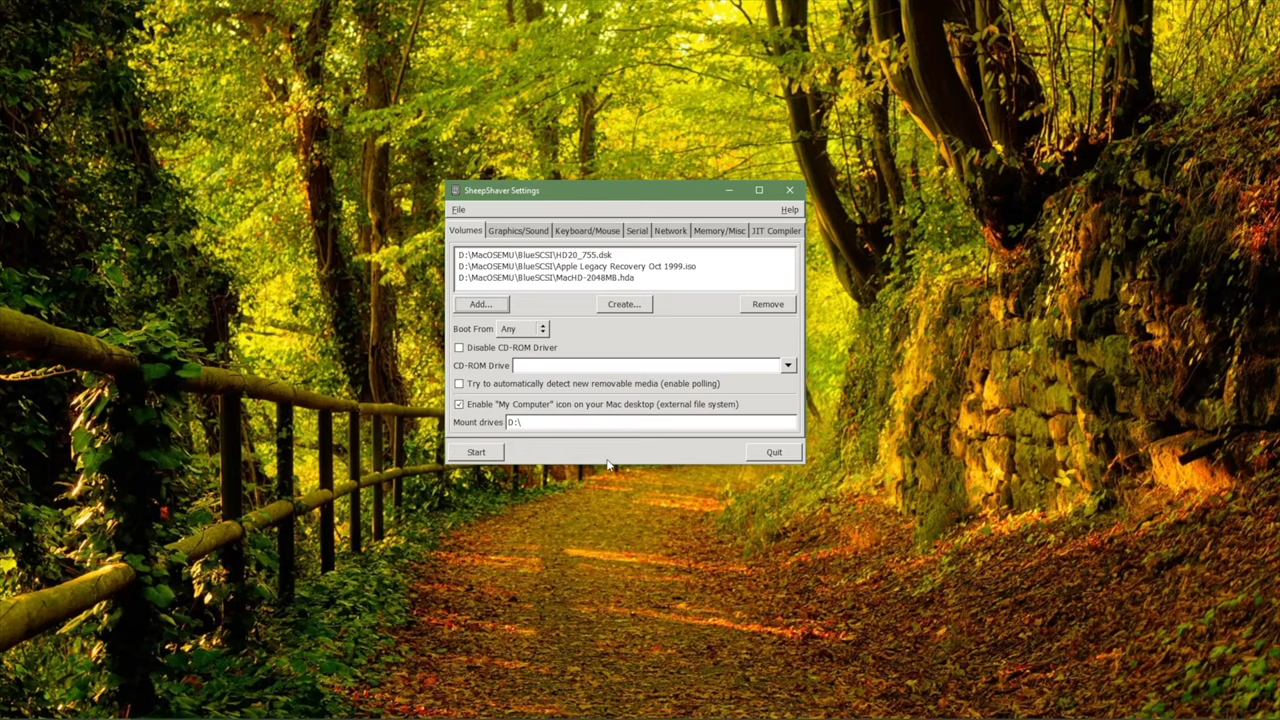 SheepShaver Settings
File Help
Volumes Graphics/Sound Keyboard/Mouse Serial Network Memory/Misc JIT Compiler
D:\MacOSEMU\BlueSCSI\HD20_755.dsk
D:\MacOSEMU\BlueSCSI\Apple Legacy Recovery Oct 1999.iso
D:\MacOSEMU\BlueSCSI\MacHD-2048MB.hda
Add... Create... Remove
Boot From Any
Disable CD-ROM Driver
CD-ROM Drive
Try to automatically detect new removable media (enable polling)
Enable "My Computer" icon on your Mac desktop (external file system)
Mount drives D:\
Start Quit